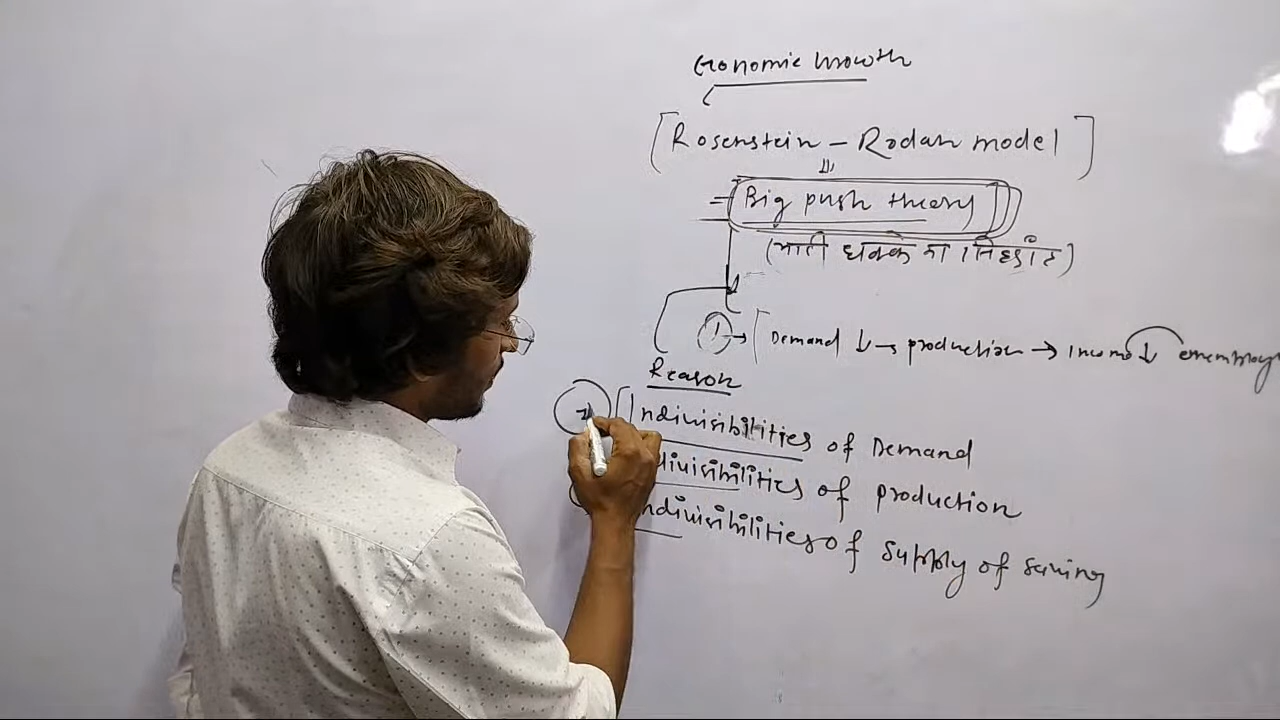 Economic Growth
[Rosenstein - Rodan model]
= Big push theory
(भारी धक्के का सिद्धांत)
1 → [Demand ↓ → production → Income ↓
Reason
[Indivisibilities of Demand
Indivisibilities of production
Indivisibilities of Supply of saving